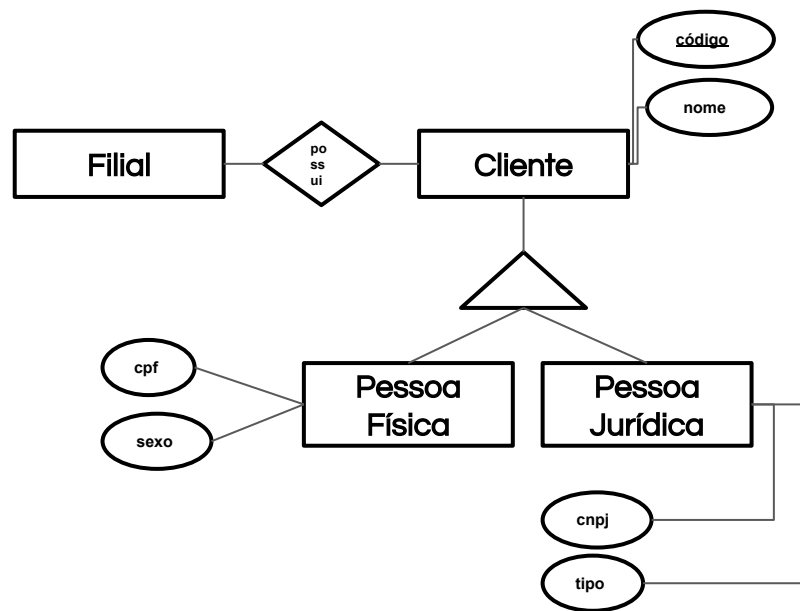 código
nome
Filial
po
ss
ui
Cliente
cpf
sexo
Pessoa
Física
Pessoa
Jurídica
cnpj
tipo